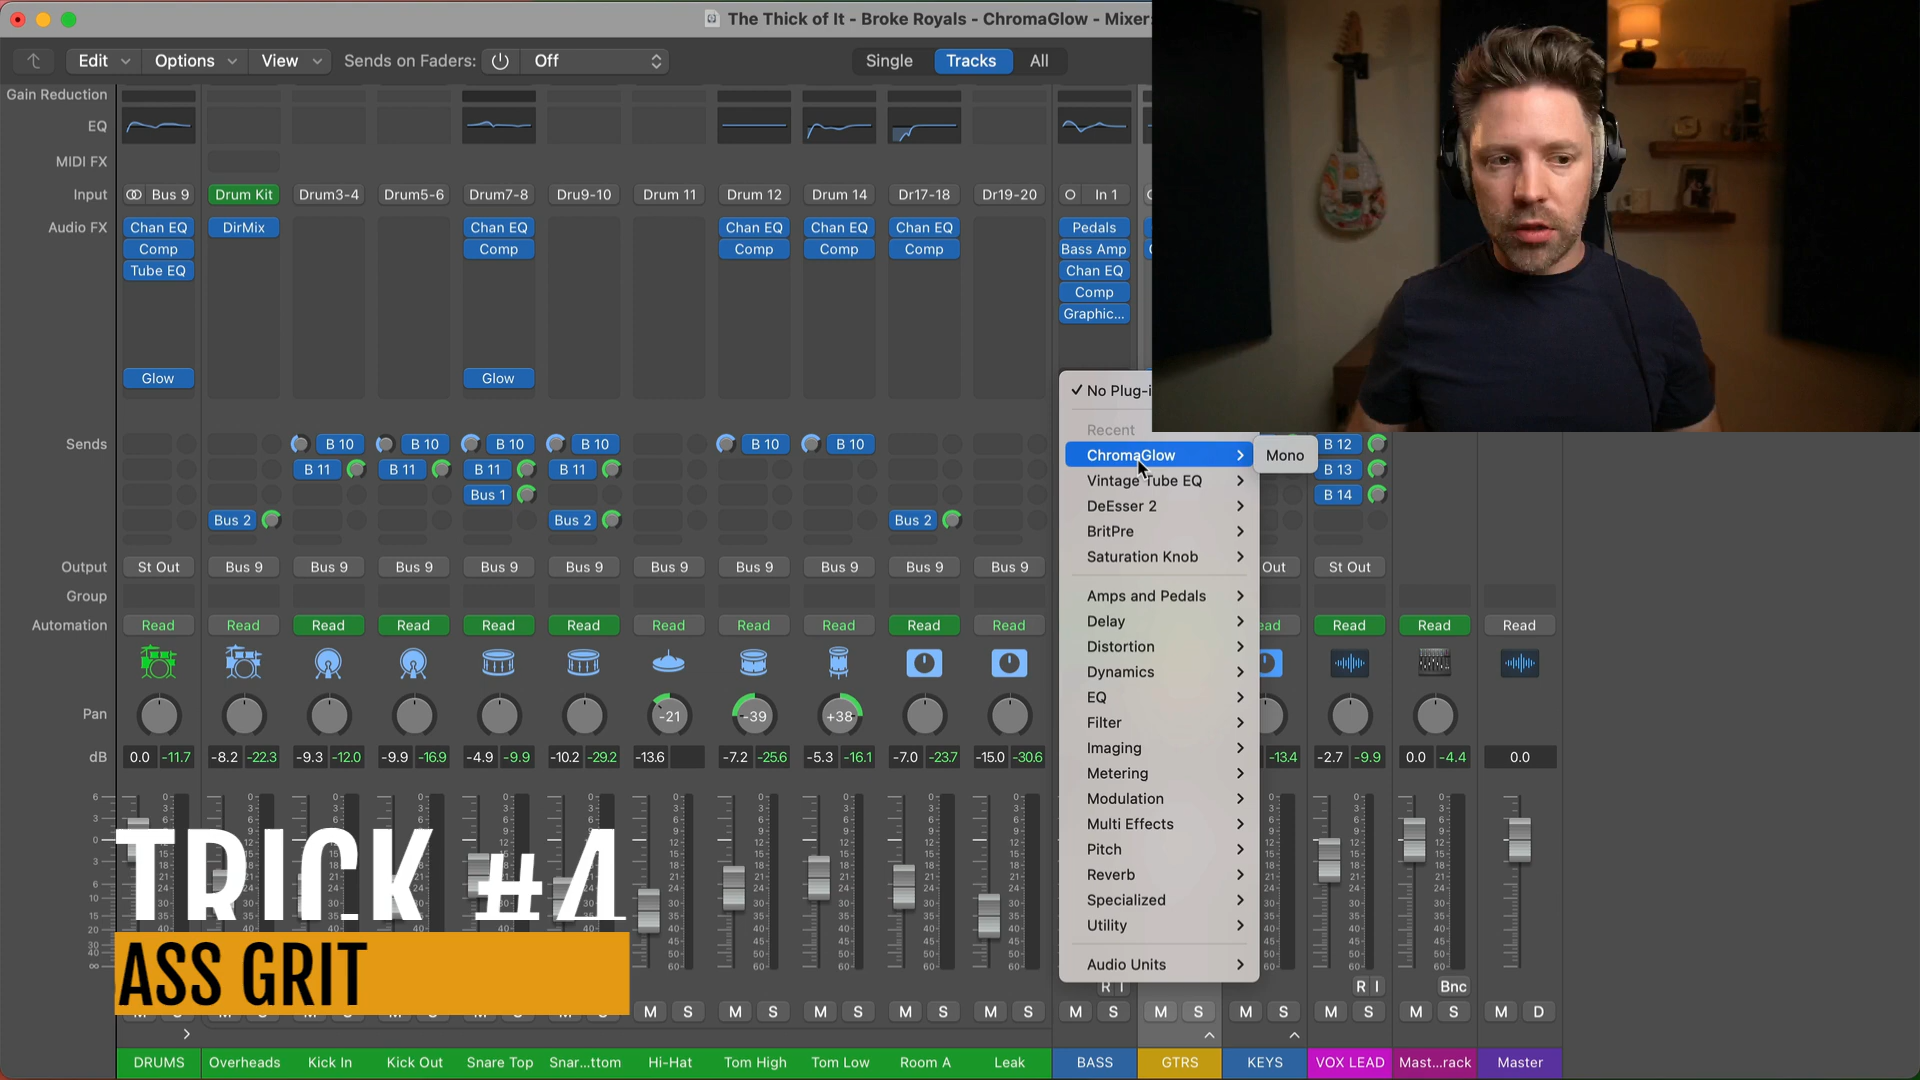 The Thick of It - Broke Royals - ChromaGlow - Mixer:
Edit Options View Sends on Faders: Off Single Tracks All
Gain Reduction
EQ
MIDI FX
Input Bus 9 Drum Kit Drum3-4 Drum5-6 Drum7-8 Dru9-10 Drum 11 Drum 12 Drum 14 Dr17-18 Dr19-20 In 1
Audio FX Chan EQ DirMix Chan EQ Chan EQ Chan EQ Chan EQ Pedals
Comp Comp Comp Comp Comp Bass Amp
Tube EQ Chan EQ
Comp
Graphic...
Glow Glow
✓ No Plug-i
Recent
Sends B 10 B 10 B 10 B 10 B 10 B 10 B 12
ChromaGlow Mono
B 11 B 11 B 11 B 11 B 13
Vintage Tube EQ
Bus 1 B 14
DeEsser 2
Bus 2 Bus 2 Bus 2
BritPre
Saturation Knob
Output St Out Bus 9 Bus 9 Bus 9 Bus 9 Bus 9 Bus 9 Bus 9 Bus 9 Bus 9 Bus 9 Out St Out
Group
Amps and Pedals
Automation Read Read Read Read Read Read Read Read Read Read Read ead Read Read Read
Delay
Distortion
Dynamics
EQ
Pan -21 -39 +38
Filter
Imaging
dB 0.0 -11.7 -8.2 -22.3 -9.3 -12.0 -9.9 -16.9 -4.9 -9.9 -10.2 -29.2 -13.6 -7.2 -25.6 -5.3 -16.1 -7.0 -23.7 -15.0 -30.6 -13.4 -2.7 -9.9 0.0 -4.4 0.0
Metering
Modulation
Multi Effects
Pitch
Reverb
Specialized
Utility
Audio Units
TRICK #4
ASS GRIT
R I R I Bnc
M S M S M S M S M S M S M S M S M S M S M D
DRUMS Overheads Kick In Kick Out Snare Top Snar...ttom Hi-Hat Tom High Tom Low Room A Leak BASS GTRS KEYS VOX LEAD Mast...rack Master